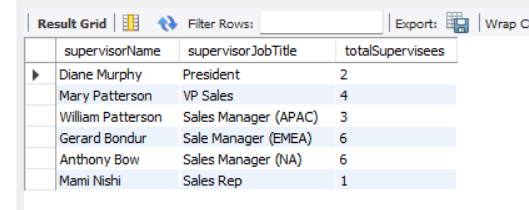 Result Grid Filter Rows: Export: Wrap C
supervisorName supervisorJobTitle totalSupervisees
Diane Murphy President 2
Mary Patterson VP Sales 4
William Patterson Sales Manager (APAC) 3
Gerard Bondur Sale Manager (EMEA) 6
Anthony Bow Sales Manager (NA) 6
Mami Nishi Sales Rep 1